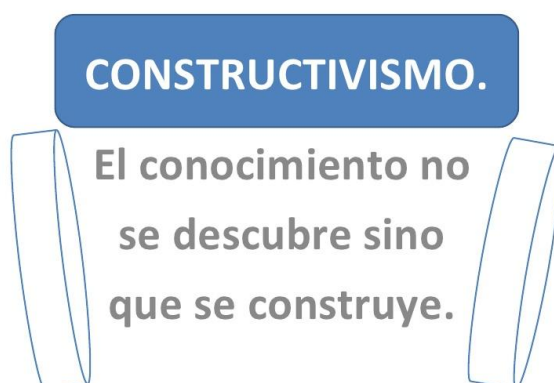 CONSTRUCTIVISMO.
El conocimiento no
se descubre sino
que se construye.